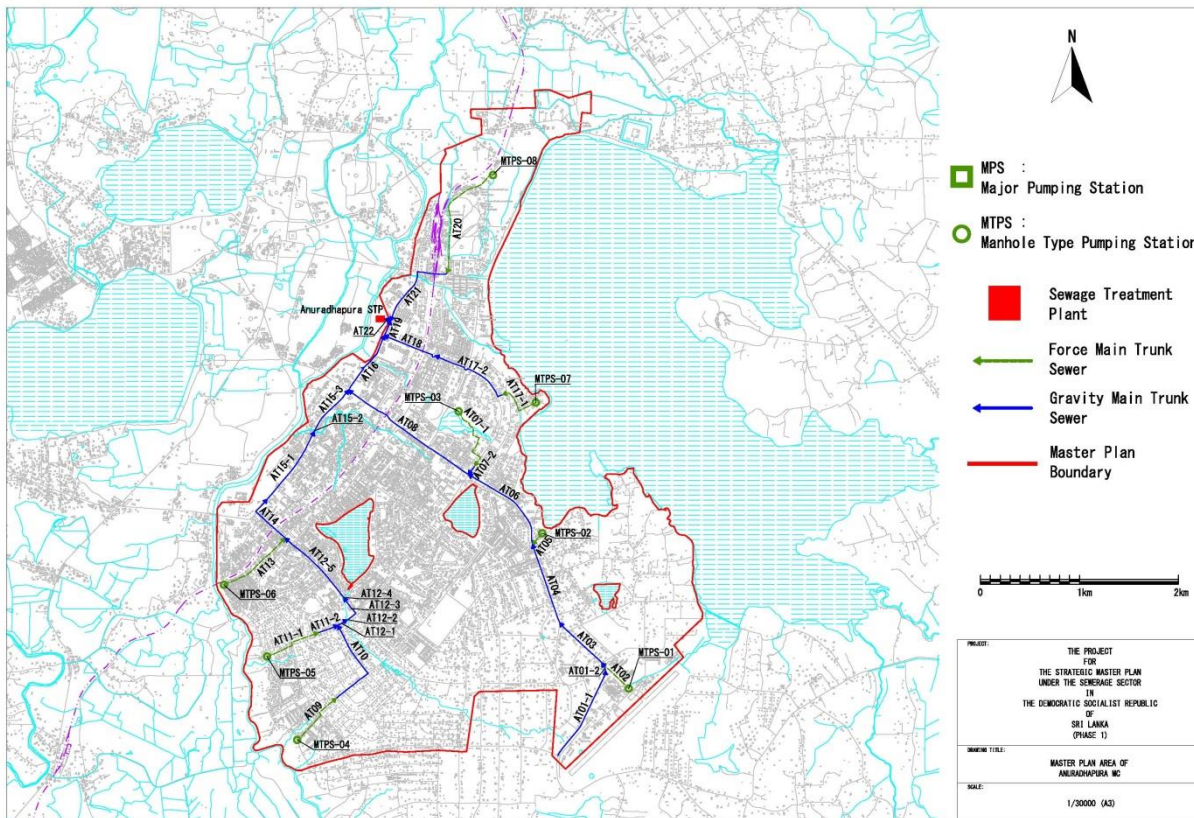 N
MPS :
Major Pumping Station
MTPS :
Manhole Type Pumping Station
Sewage Treatment
Plant
Force Main Trunk
Sewer
Gravity Main Trunk
Sewer
Master Plan
Boundary
0 1km 2km
PROJECT:
THE PROJECT
FOR
THE STRATEGIC MASTER PLAN
UNDER THE SEWERAGE SECTOR
IN
THE DEMOCRATIC SOCIALIST REPUBLIC
OF
SRI LANKA
(PHASE 1)
DRAWING TITLE:
MASTER PLAN AREA OF
ANURADHAPURA MC
SCALE:
1/30000 (A3)
MTPS-08
AT20
AT21
Anuradhapura STP
AT22
AT19
AT18
AT17-2
AT17-1
MTPS-07
AT16
MTPS-03
AT07-1
AT15-3
AT15-2
AT08
AT07-2
AT15-1
AT06
AT14
MTPS-02
AT05
AT13
AT12-5
AT04
MTPS-06
AT12-4
AT12-3
AT12-2
AT12-1
AT11-1
AT11-2
AT03
MTPS-05
AT10
MTPS-01
AT01-2
AT02
AT09
AT01-1
MTPS-04